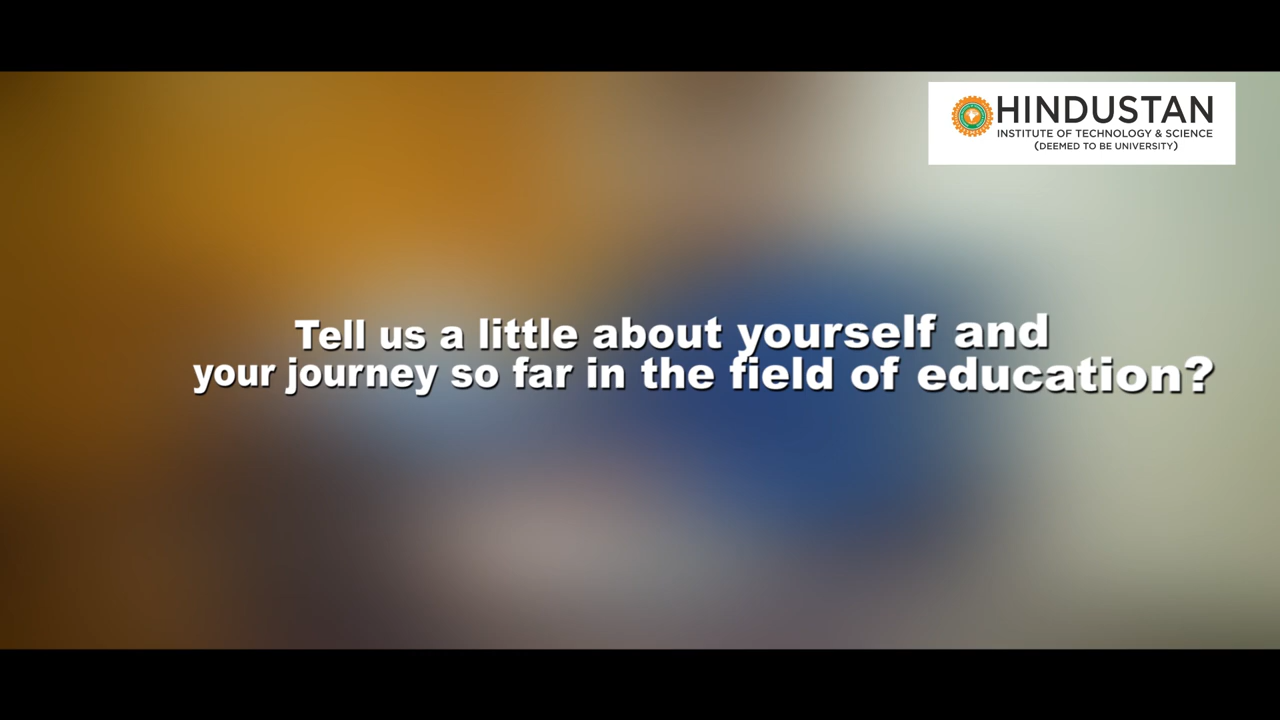 HINDUSTAN
INSTITUTE OF TECHNOLOGY & SCIENCE
(DEEMED TO BE UNIVERSITY)
Tell us a little about yourself and
your journey so far in the field of education?